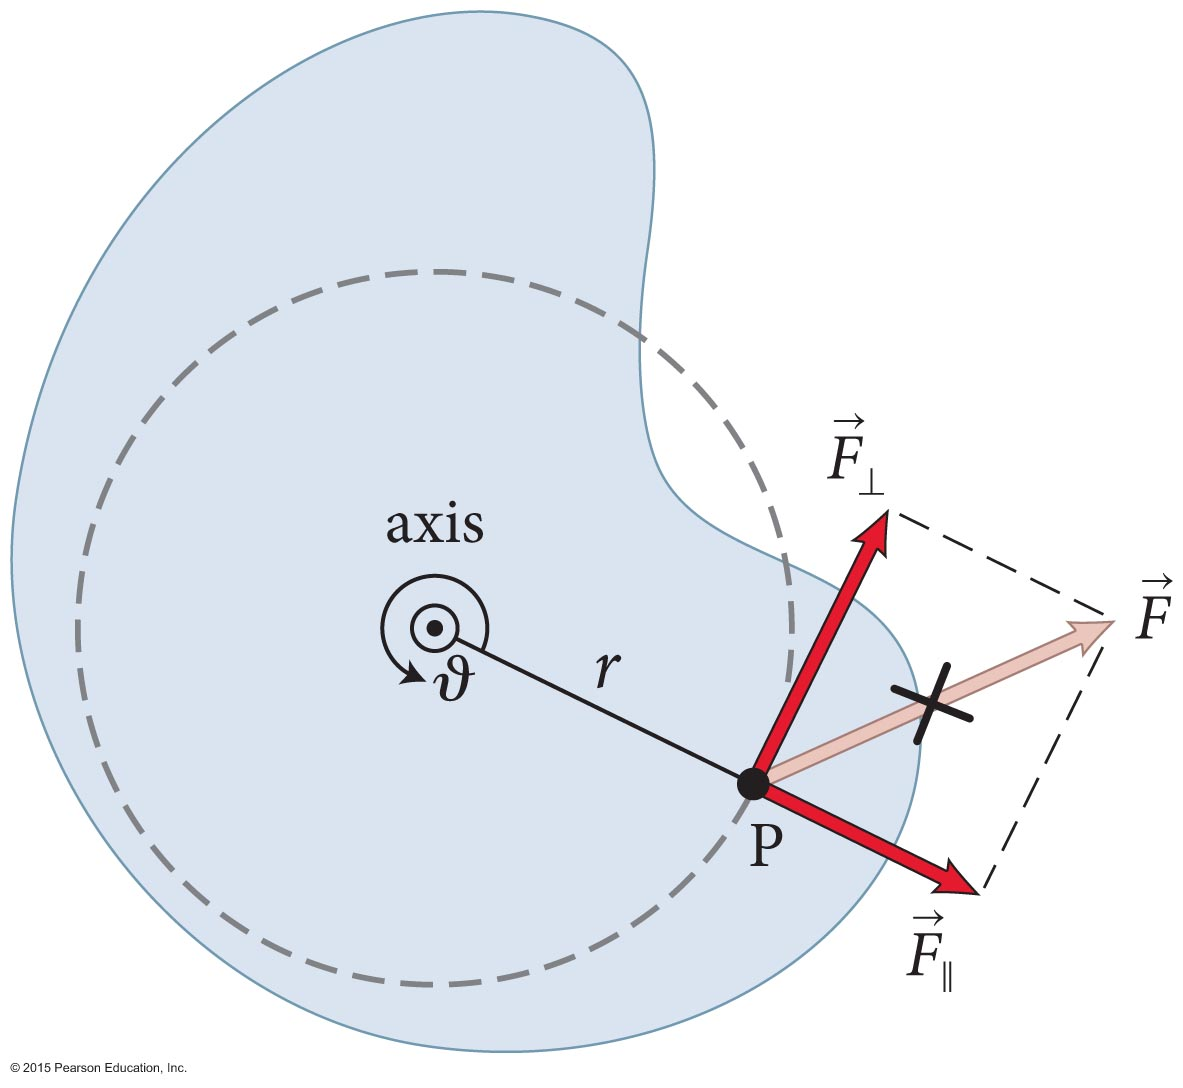 F⃗⊥
axis
F⃗
r
ϑ
P
F⃗∥
© 2015 Pearson Education, Inc.